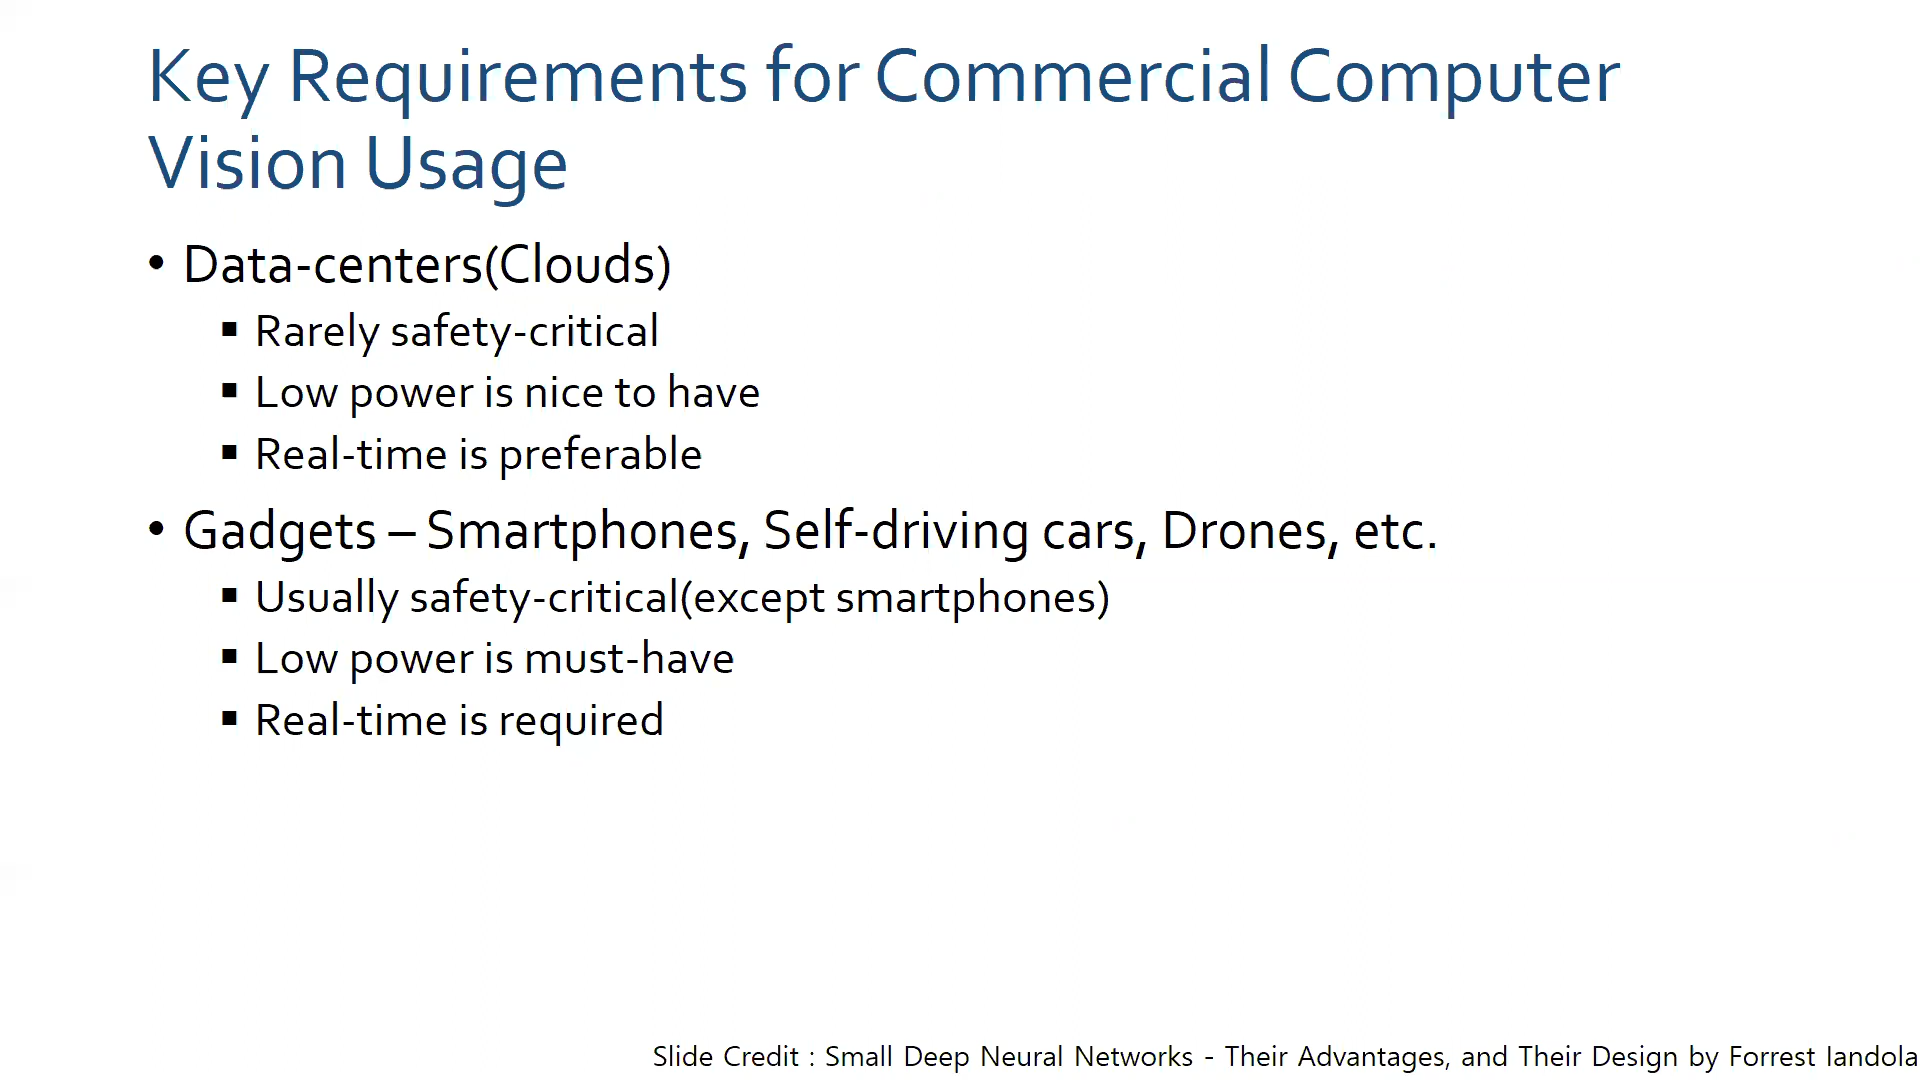 Key Requirements for Commercial Computer
Vision Usage
• Data-centers(Clouds)
▪ Rarely safety-critical
▪ Low power is nice to have
▪ Real-time is preferable
• Gadgets – Smartphones, Self-driving cars, Drones, etc.
▪ Usually safety-critical(except smartphones)
▪ Low power is must-have
▪ Real-time is required
Slide Credit : Small Deep Neural Networks - Their Advantages, and Their Design by Forrest Iandola